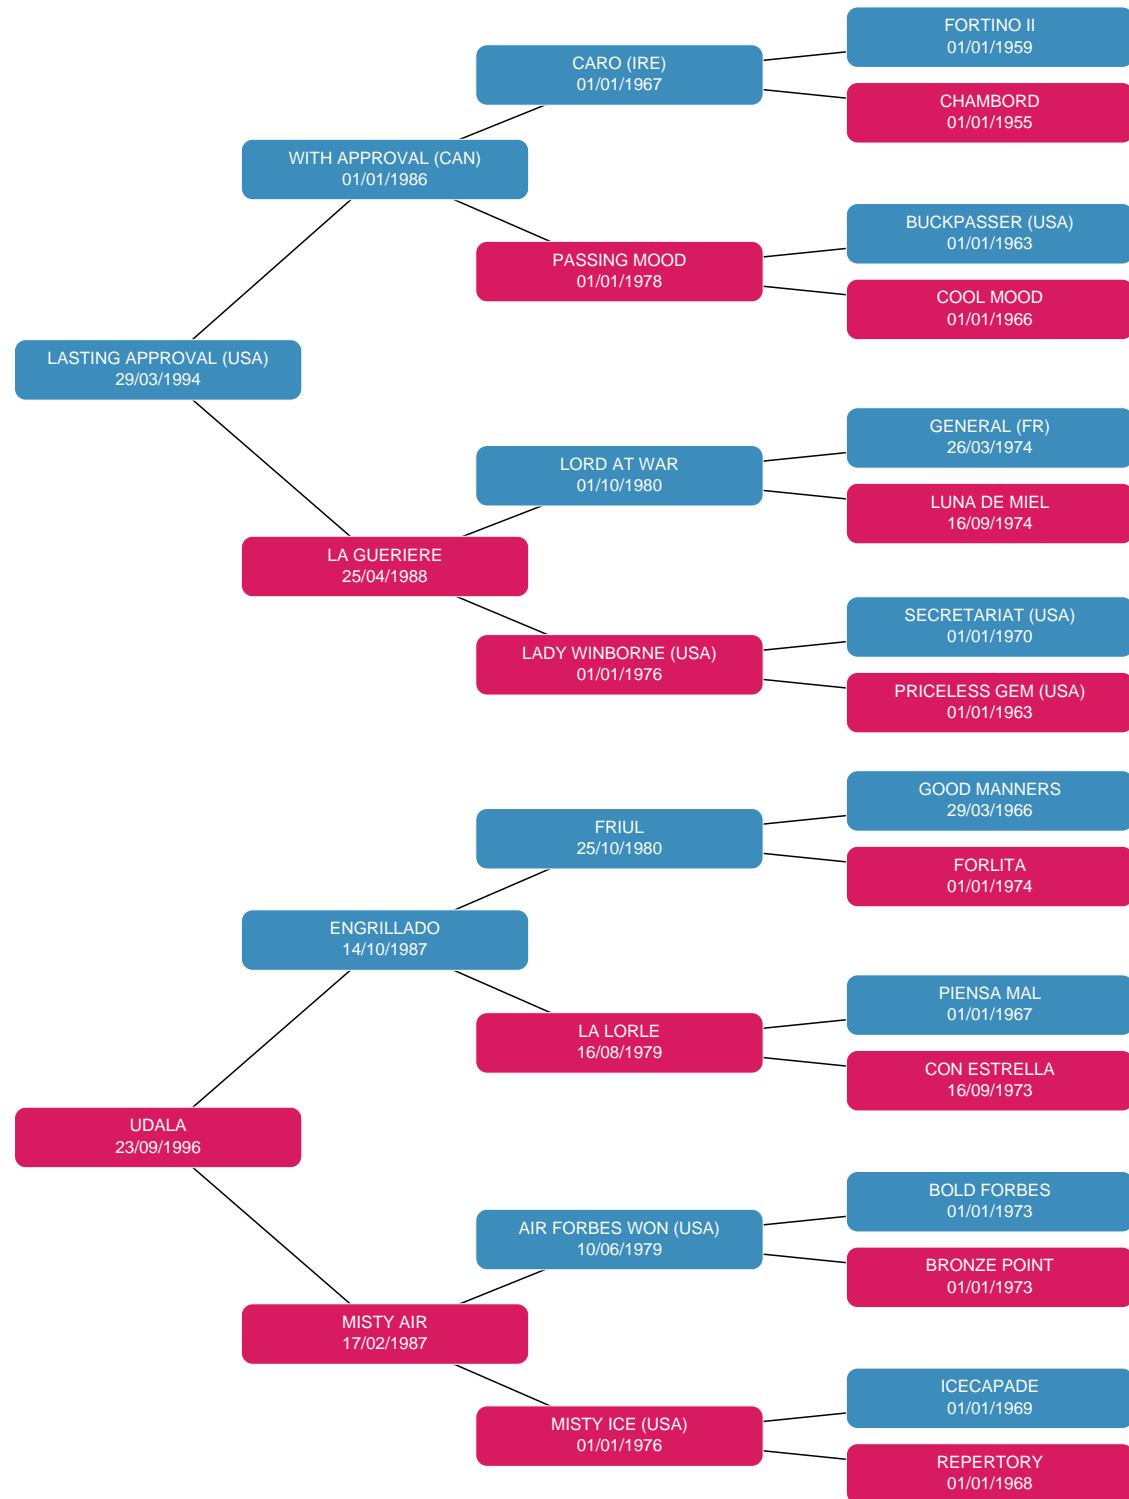 FORTINO II
01/01/1959
CARO (IRE)
01/01/1967
CHAMBORD
01/01/1955
WITH APPROVAL (CAN)
01/01/1986
BUCKPASSER (USA)
01/01/1963
PASSING MOOD
01/01/1978
COOL MOOD
01/01/1966
LASTING APPROVAL (USA)
29/03/1994
GENERAL (FR)
26/03/1974
LORD AT WAR
01/10/1980
LUNA DE MIEL
16/09/1974
LA GUERIERE
25/04/1988
SECRETARIAT (USA)
01/01/1970
LADY WINBORNE (USA)
01/01/1976
PRICELESS GEM (USA)
01/01/1963
GOOD MANNERS
29/03/1966
FRIUL
25/10/1980
FORLITA
01/01/1974
ENGRILLADO
14/10/1987
PIENSA MAL
01/01/1967
LA LORLE
16/08/1979
CON ESTRELLA
16/09/1973
UDALA
23/09/1996
BOLD FORBES
01/01/1973
AIR FORBES WON (USA)
10/06/1979
BRONZE POINT
01/01/1973
MISTY AIR
17/02/1987
ICECAPADE
01/01/1969
MISTY ICE (USA)
01/01/1976
REPERTORY
01/01/1968